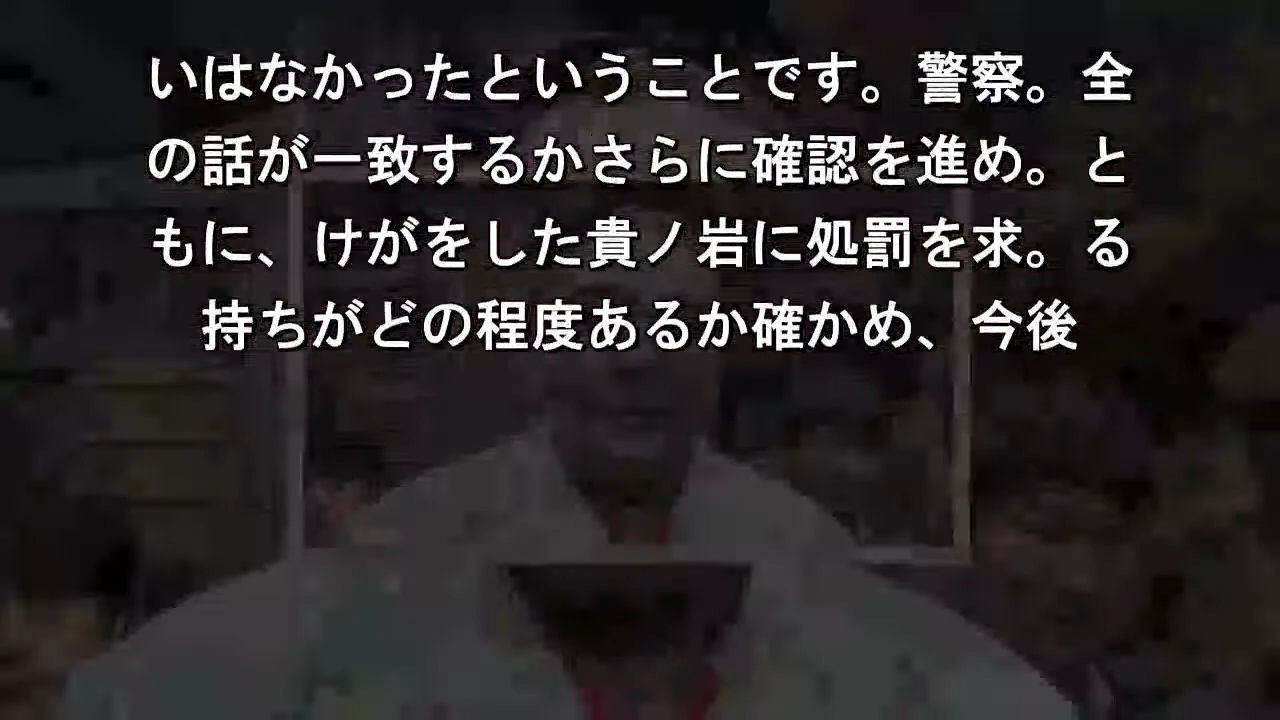 いはなかったということです。警察。全
の話が一致するかさらに確認を進め。と
もに、けがをした貴ノ岩に処罰を求。る
持ちがどの程度あるか確かめ、今後